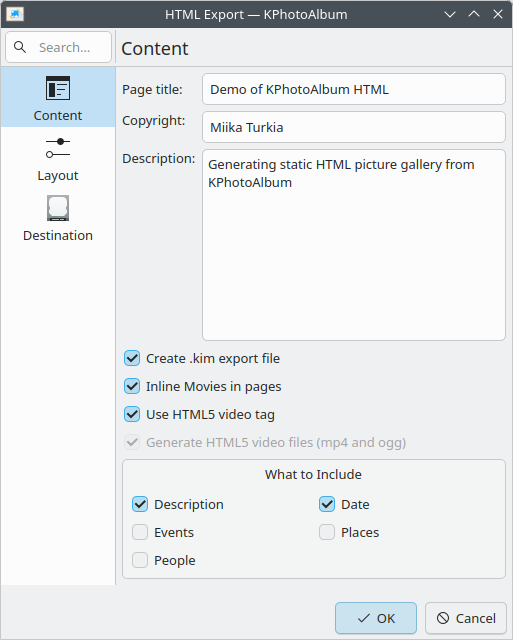 HTML Export — KPhotoAlbum
Search...
Content
Content
Layout
Destination
Page title:
Demo of KPhotoAlbum HTML
Copyright:
Miika Turkia
Description:
Generating static HTML picture gallery from
KPhotoAlbum
Create .kim export file
Inline Movies in pages
Use HTML5 video tag
Generate HTML5 video files (mp4 and ogg)
What to Include
Description
Date
Events
Places
People
OK
Cancel